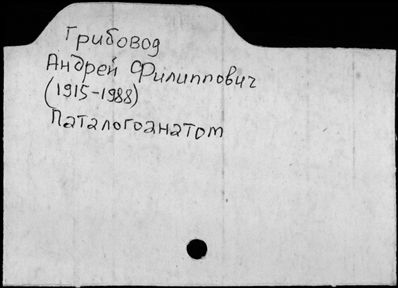 Грибовод
Андрей Филиппович
(1915-1988)
Паталогоанатом